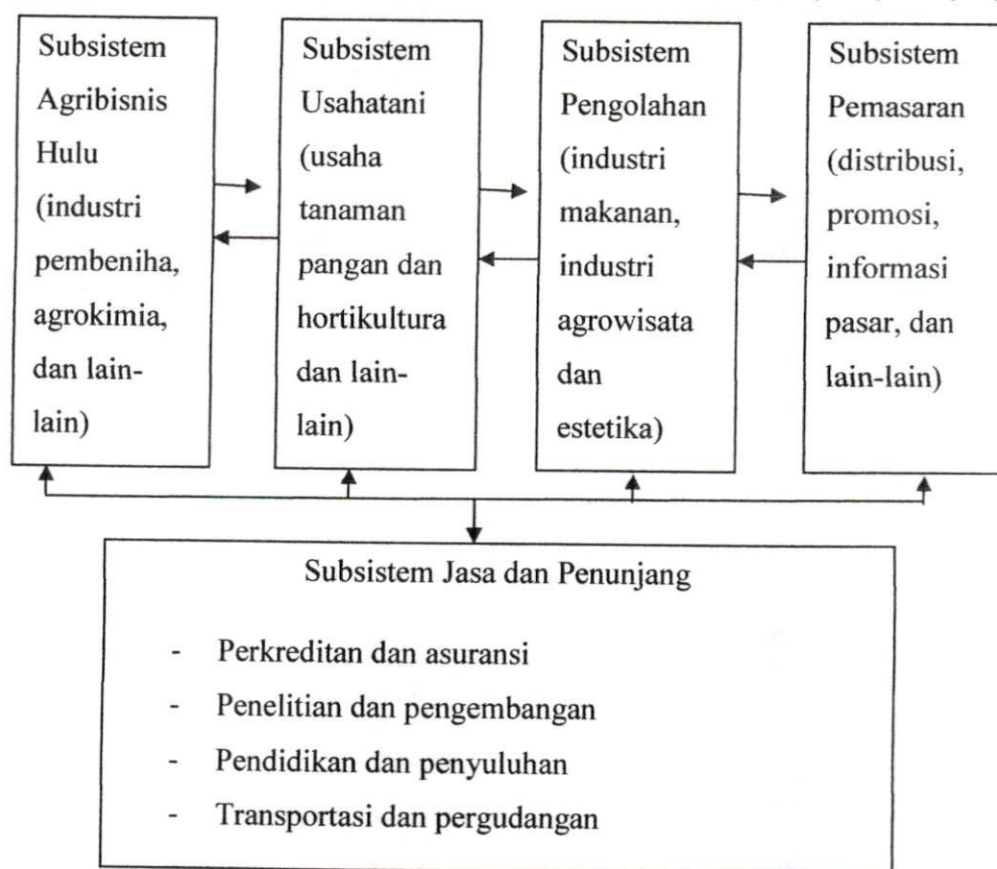 Subsistem
Agribisnis
Hulu
(industri
pembeniha,
agrokimia,
dan lain-
lain)
Subsistem
Usahatani
(usaha
tanaman
pangan dan
hortikultura
dan lain-
lain)
Subsistem
Pengolahan
(industri
makanan,
industri
agrowisata
dan
estetika)
Subsistem
Pemasaran
(distribusi,
promosi,
informasi
pasar, dan
lain-lain)
Subsistem Jasa dan Penunjang
- Perkreditan dan asuransi
- Penelitian dan pengembangan
- Pendidikan dan penyuluhan
- Transportasi dan pergudangan